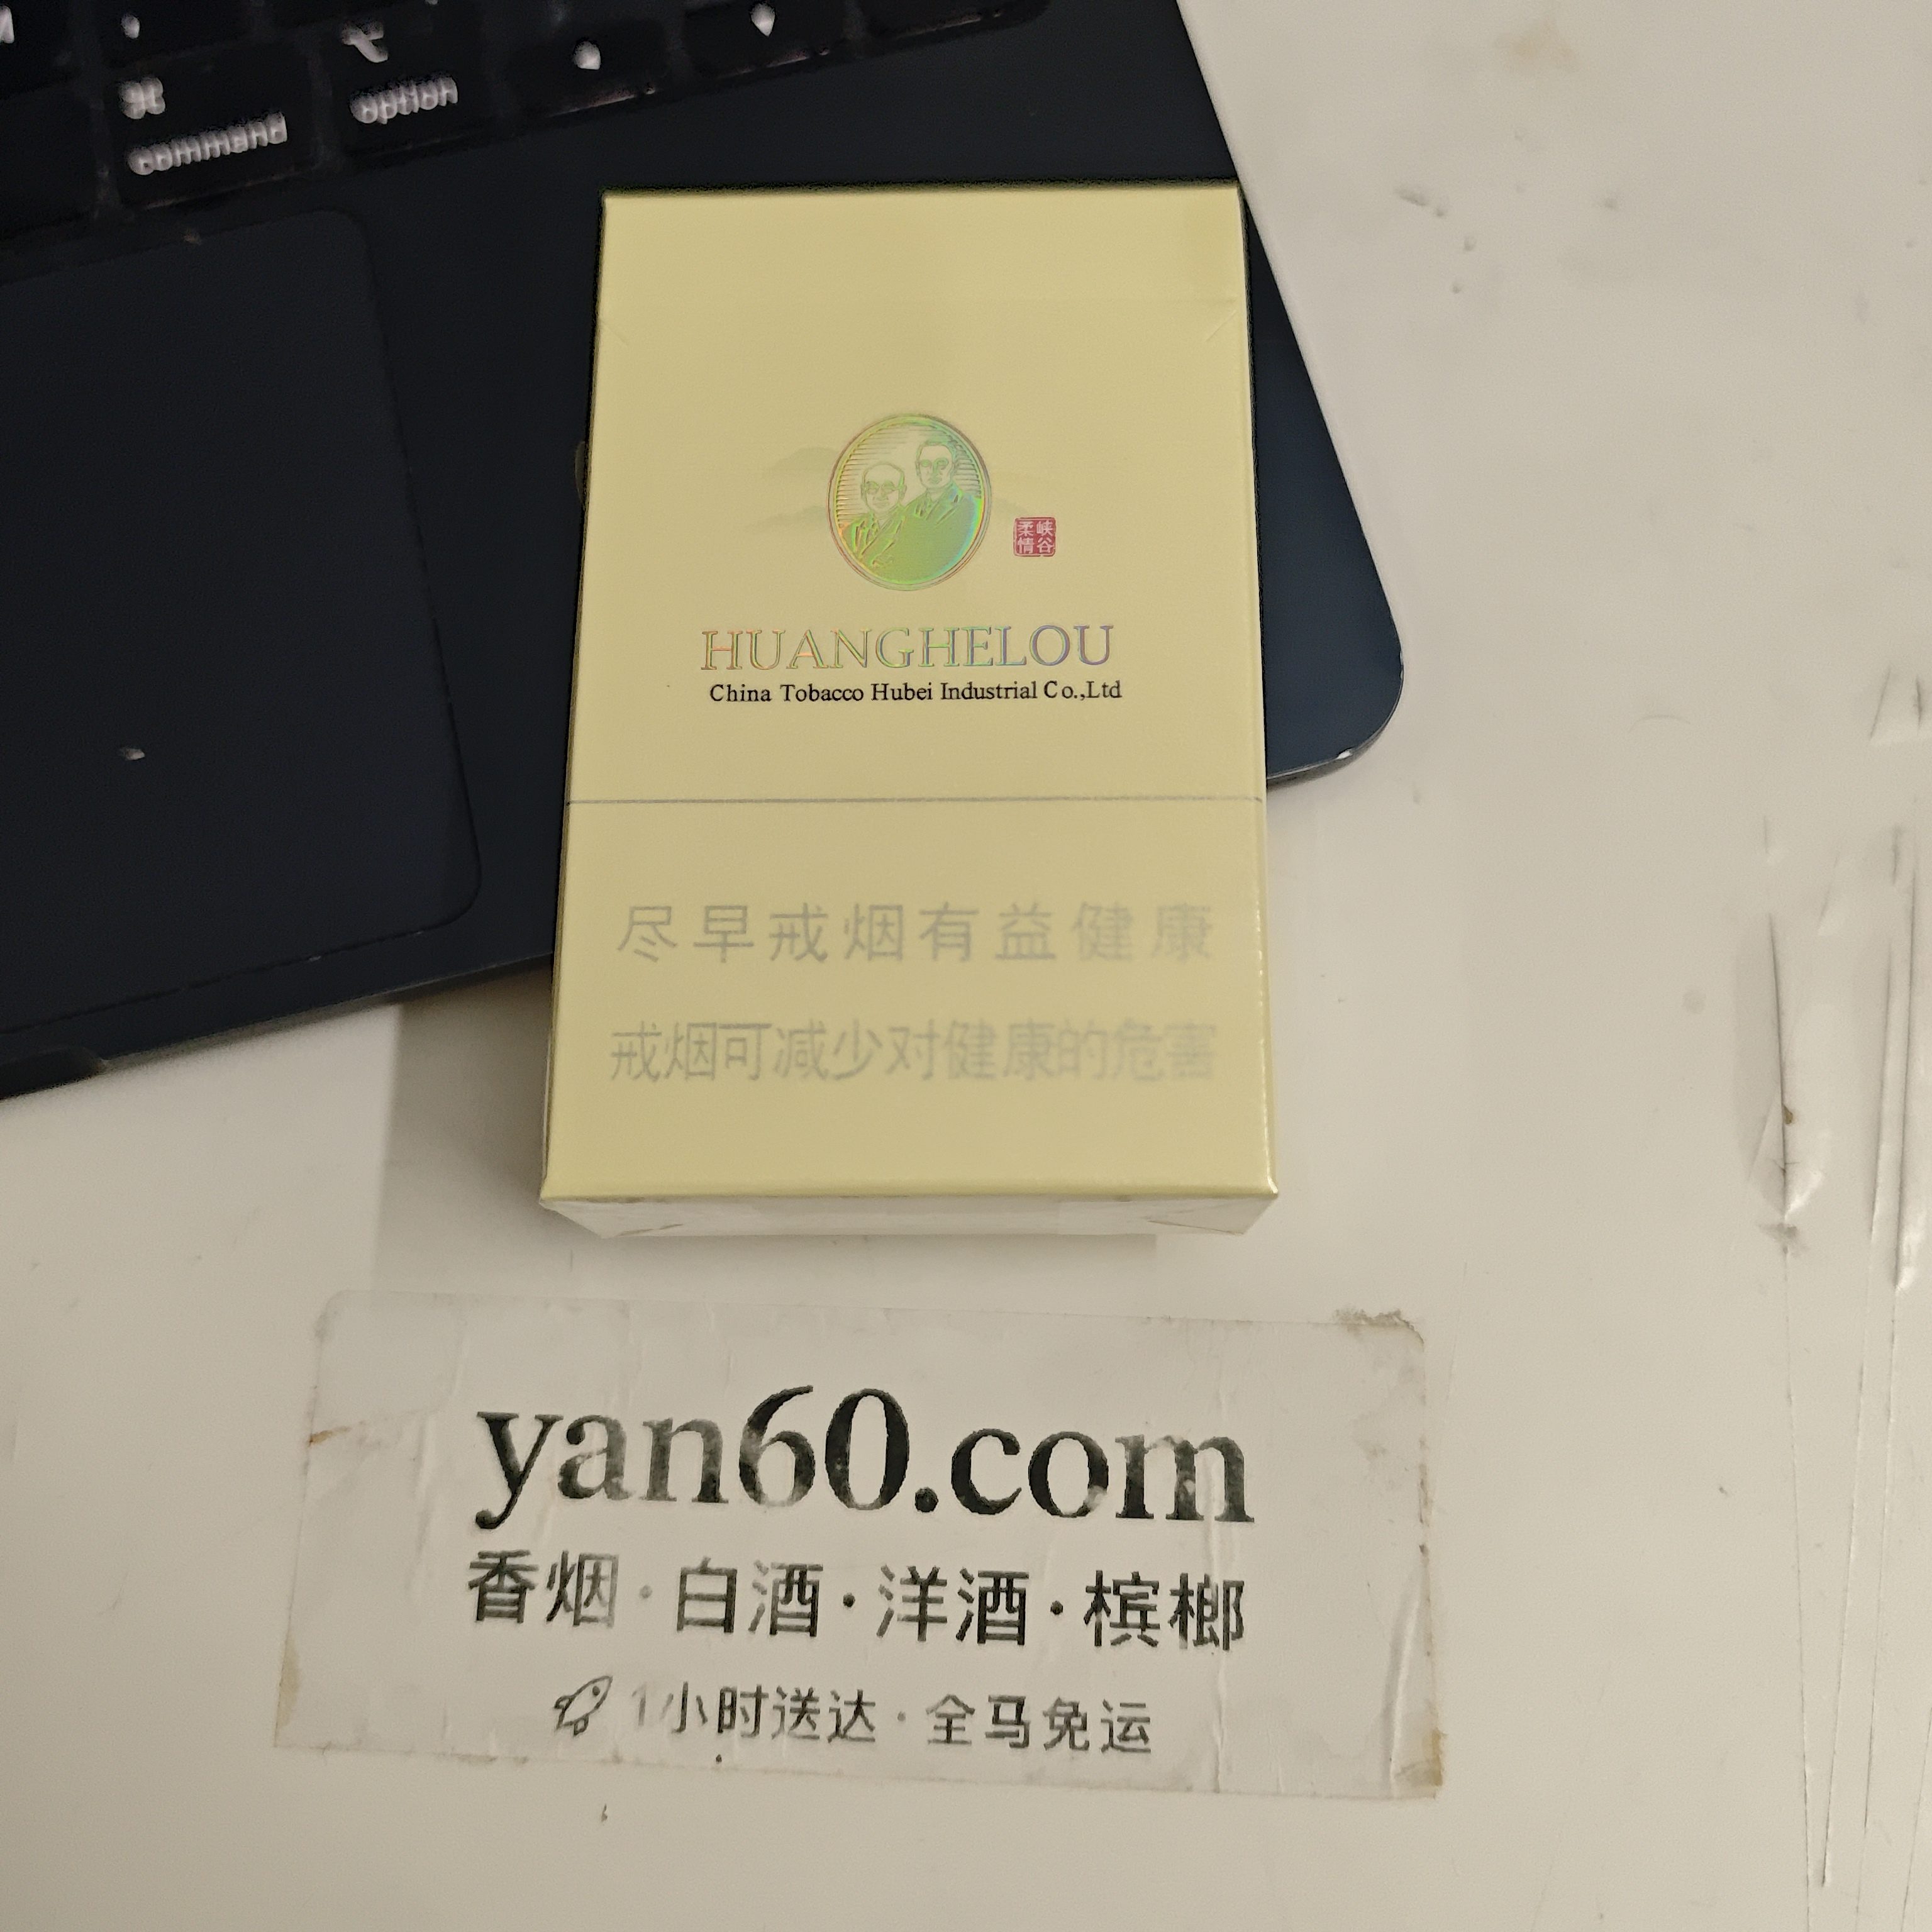 command
option
柔情
峡谷
HUANGHELOU
China Tobacco Hubei Industrial Co.,Ltd
尽早戒烟有益健康
戒烟可减少对健康的危害
yan60.com
香烟·白酒·洋酒·槟榔
1小时送达·全马免运